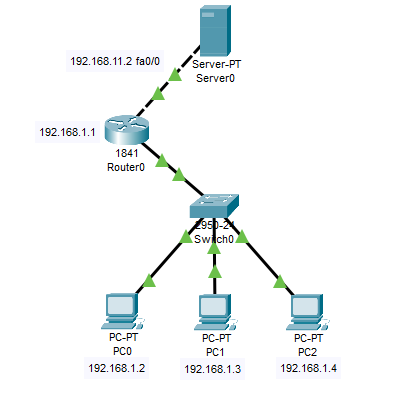 192.168.11.2 fa0/0
Server-PT
Server0
192.168.1.1
1841
Router0
2950-24
Switch0
PC-PT
PC0
PC-PT
PC1
PC-PT
PC2
192.168.1.2
192.168.1.3
192.168.1.4